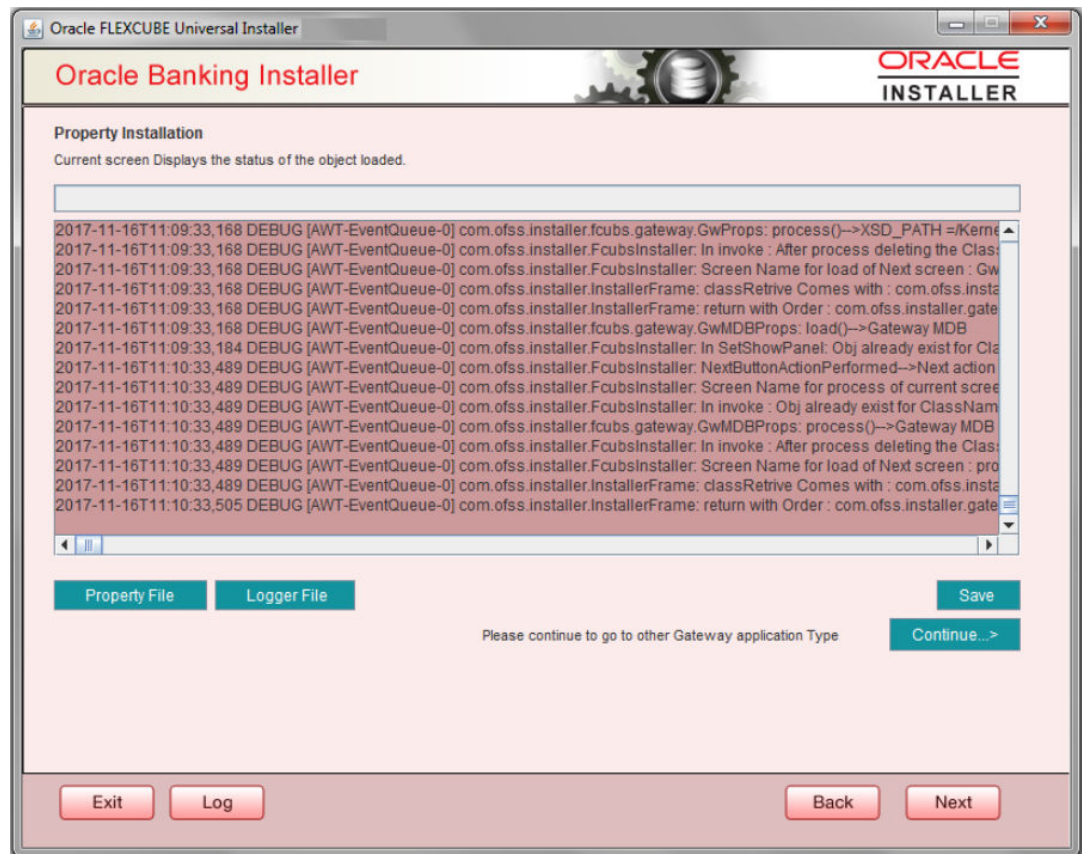 Oracle FLEXCUBE Universal Installer
Oracle Banking Installer
ORACLE
INSTALLER
Property Installation
Current screen Displays the status of the object loaded.
2017-11-16T11:09:33,168 DEBUG [AWT-EventQueue-0] com.ofss.installer.fcubs.gateway.GwProps: process()-->XSD_PATH =/Kerne
2017-11-16T11:09:33,168 DEBUG [AWT-EventQueue-0] com.ofss.installer.FcubsInstaller: In invoke : After process deleting the Clas
2017-11-16T11:09:33,168 DEBUG [AWT-EventQueue-0] com.ofss.installer.FcubsInstaller: Screen Name for load of Next screen : Gw
2017-11-16T11:09:33,168 DEBUG [AWT-EventQueue-0] com.ofss.installer.InstallerFrame: classRetrive Comes with : com.ofss.insta
2017-11-16T11:09:33,168 DEBUG [AWT-EventQueue-0] com.ofss.installer.InstallerFrame: return with Order : com.ofss.installer.gate
2017-11-16T11:09:33,168 DEBUG [AWT-EventQueue-0] com.ofss.installer.fcubs.gateway.GwMDBProps: load()-->Gateway MDB
2017-11-16T11:09:33,184 DEBUG [AWT-EventQueue-0] com.ofss.installer.FcubsInstaller: In SetShowPanel: Obj already exist for Cla
2017-11-16T11:10:33,489 DEBUG [AWT-EventQueue-0] com.ofss.installer.FcubsInstaller: NextButtonActionPerformed-->Next action
2017-11-16T11:10:33,489 DEBUG [AWT-EventQueue-0] com.ofss.installer.FcubsInstaller: Screen Name for process of current scree
2017-11-16T11:10:33,489 DEBUG [AWT-EventQueue-0] com.ofss.installer.FcubsInstaller: In invoke : Obj already exist for ClassNam
2017-11-16T11:10:33,489 DEBUG [AWT-EventQueue-0] com.ofss.installer.fcubs.gateway.GwMDBProps: process()-->Gateway MDB
2017-11-16T11:10:33,489 DEBUG [AWT-EventQueue-0] com.ofss.installer.FcubsInstaller: In invoke : After process deleting the Clas
2017-11-16T11:10:33,489 DEBUG [AWT-EventQueue-0] com.ofss.installer.FcubsInstaller: Screen Name for load of Next screen : pro
2017-11-16T11:10:33,489 DEBUG [AWT-EventQueue-0] com.ofss.installer.InstallerFrame: classRetrive Comes with : com.ofss.insta
2017-11-16T11:10:33,505 DEBUG [AWT-EventQueue-0] com.ofss.installer.InstallerFrame: return with Order : com.ofss.installer.gate
Property File Logger File Save
Please continue to go to other Gateway application Type Continue...>
Exit Log Back Next